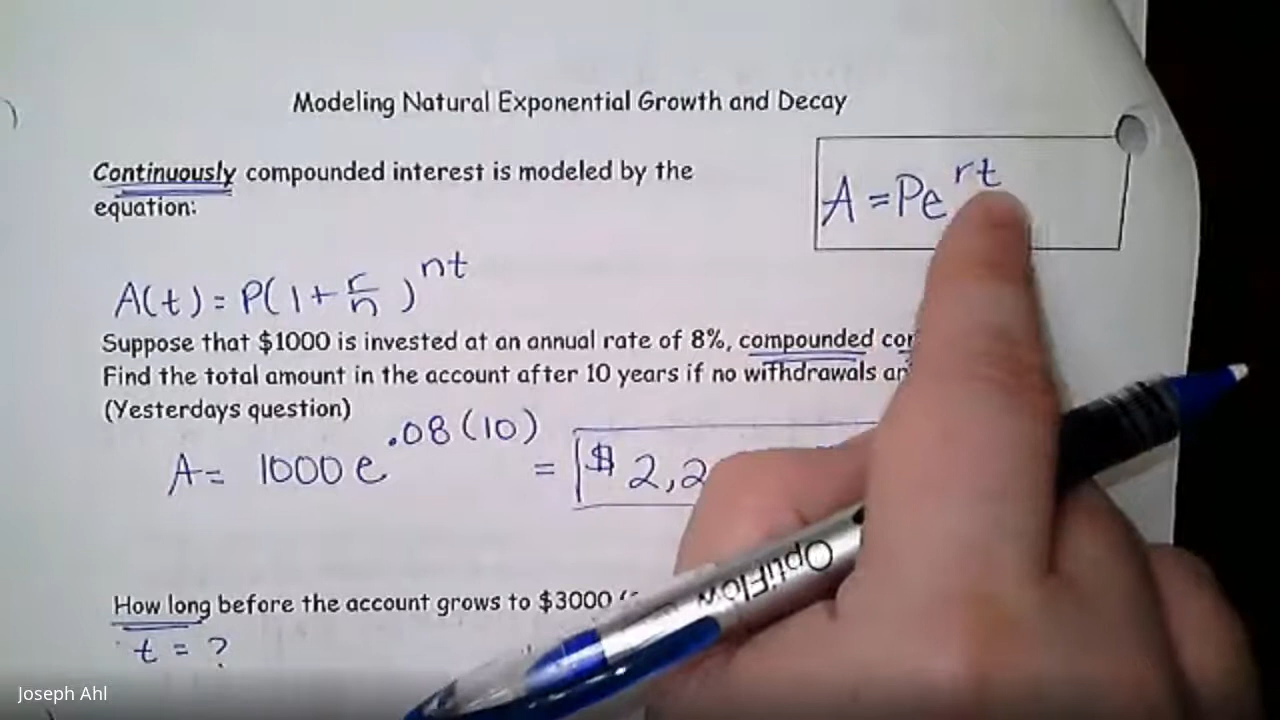 Modeling Natural Exponential Growth and Decay
Continuously compounded interest is modeled by the
equation:
A = Pe^rt
A(t) = P(1 + r/n)^nt
Suppose that $1000 is invested at an annual rate of 8%, compounded
Find the total amount in the account after 10 years if no withdrawals
(Yesterdays question)
A = 1000 e^.08(10) = $ 2,2
How long before the account grows to $3000
t = ?
OptiFlow
Joseph Ahl